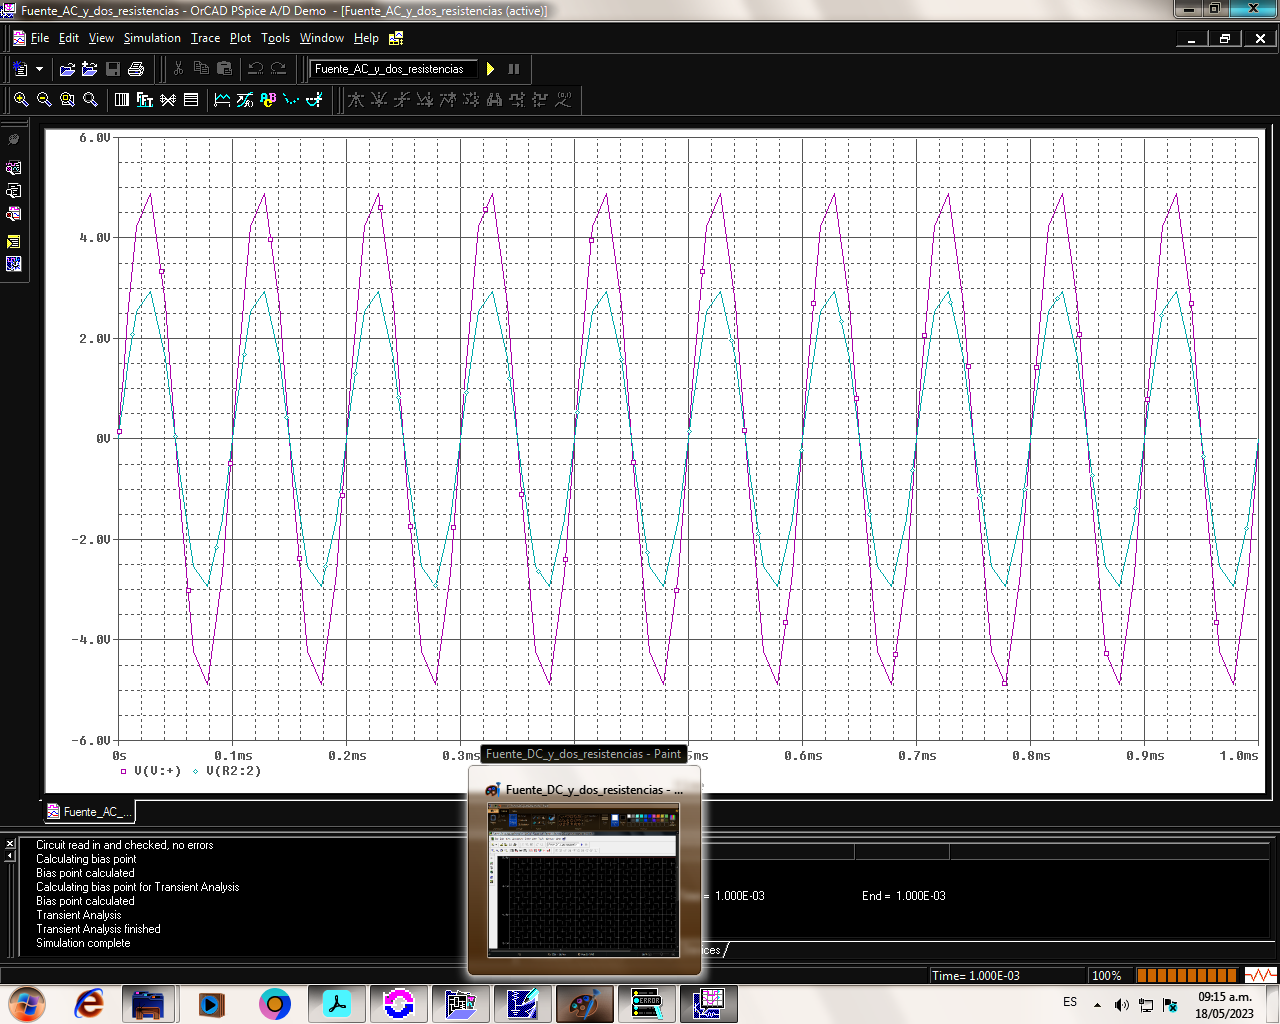 Fuente_AC_y_dos_resistencias - OrCAD PSpice A/D Demo - [Fuente_AC_y_dos_resistencias (active)]
File Edit View Simulation Trace Plot Tools Window Help
Fuente_AC_y_dos_resistencias
FFT
6.0V
4.0V
2.0V
0V
-2.0V
-4.0V
-6.0V
0s 0.1ms 0.2ms 0.3ms 5ms 0.6ms 0.7ms 0.8ms 0.9ms 1.0ms
V(V:+) V(R2:2)
Fuente_DC_y_dos_resistencias - Paint
Fuente_DC_y_dos_resistencias - ...
Fuente_AC_...
Circuit read in and checked, no errors
Calculating bias point
Bias point calculated
Calculating bias point for Transient Analysis
Bias point calculated
Transient Analysis
Transient Analysis finished
Simulation complete
= 1.000E-03 End = 1.000E-03
ices
Time= 1.000E-03 100%
ERROR
ES
09:15 a.m.
18/05/2023